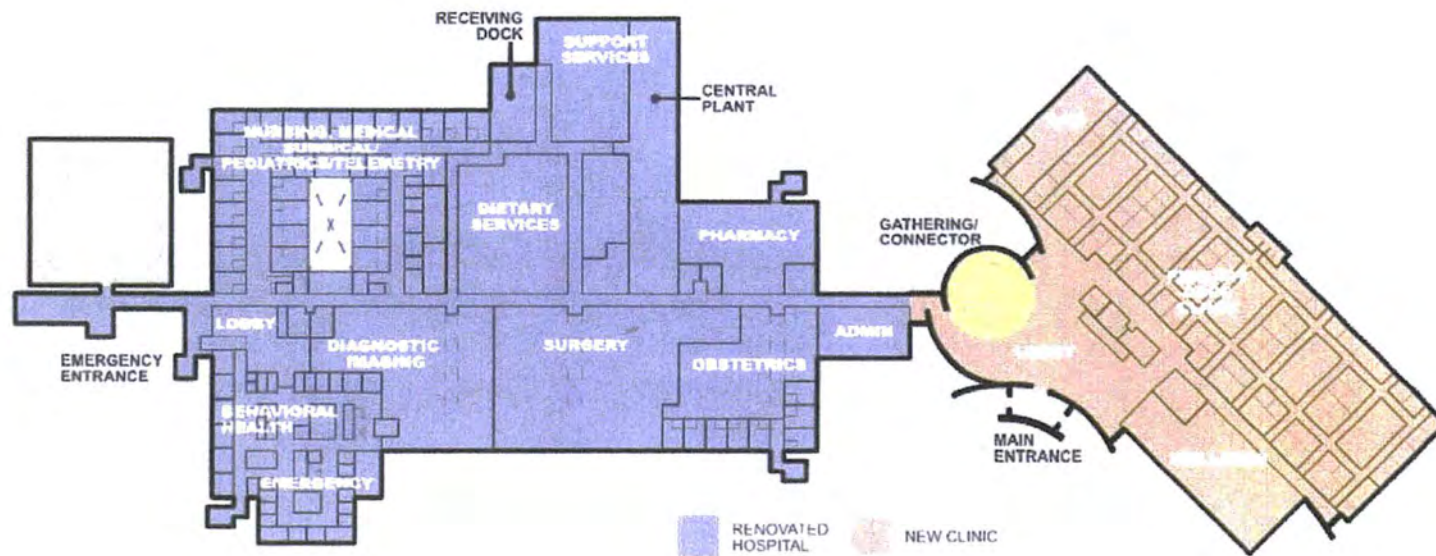 RECEIVING
DOCK
SUPPORT
SERVICES
CENTRAL
PLANT
NURSING, MEDICAL
SURGICAL/
PEDIATRICS/TELEMETRY
DIETARY
SERVICES
PHARMACY
GATHERING/
CONNECTOR
EMERGENCY
ENTRANCE
LOBBY
DIAGNOSTIC
IMAGING
SURGERY
OBSTETRICS
ADMIN
LOBBY
BEHAVIORAL
HEALTH
EMERGENCY
MAIN
ENTRANCE
RENOVATED
HOSPITAL
NEW CLINIC